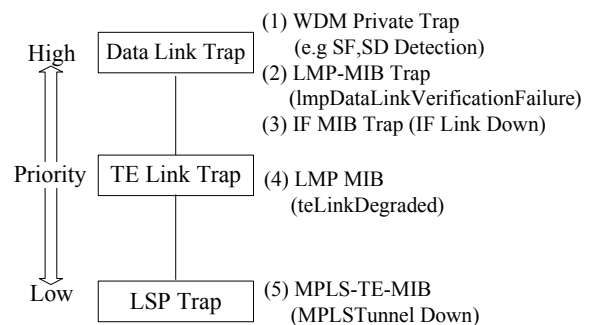 High
Priority
Low
Data Link Trap
TE Link Trap
LSP Trap
(1) WDM Private Trap
(e.g SF,SD Detection)
(2) LMP-MIB Trap
(lmpDataLinkVerificationFailure)
(3) IF MIB Trap (IF Link Down)
(4) LMP MIB
(teLinkDegraded)
(5) MPLS-TE-MIB
(MPLSTunnel Down)